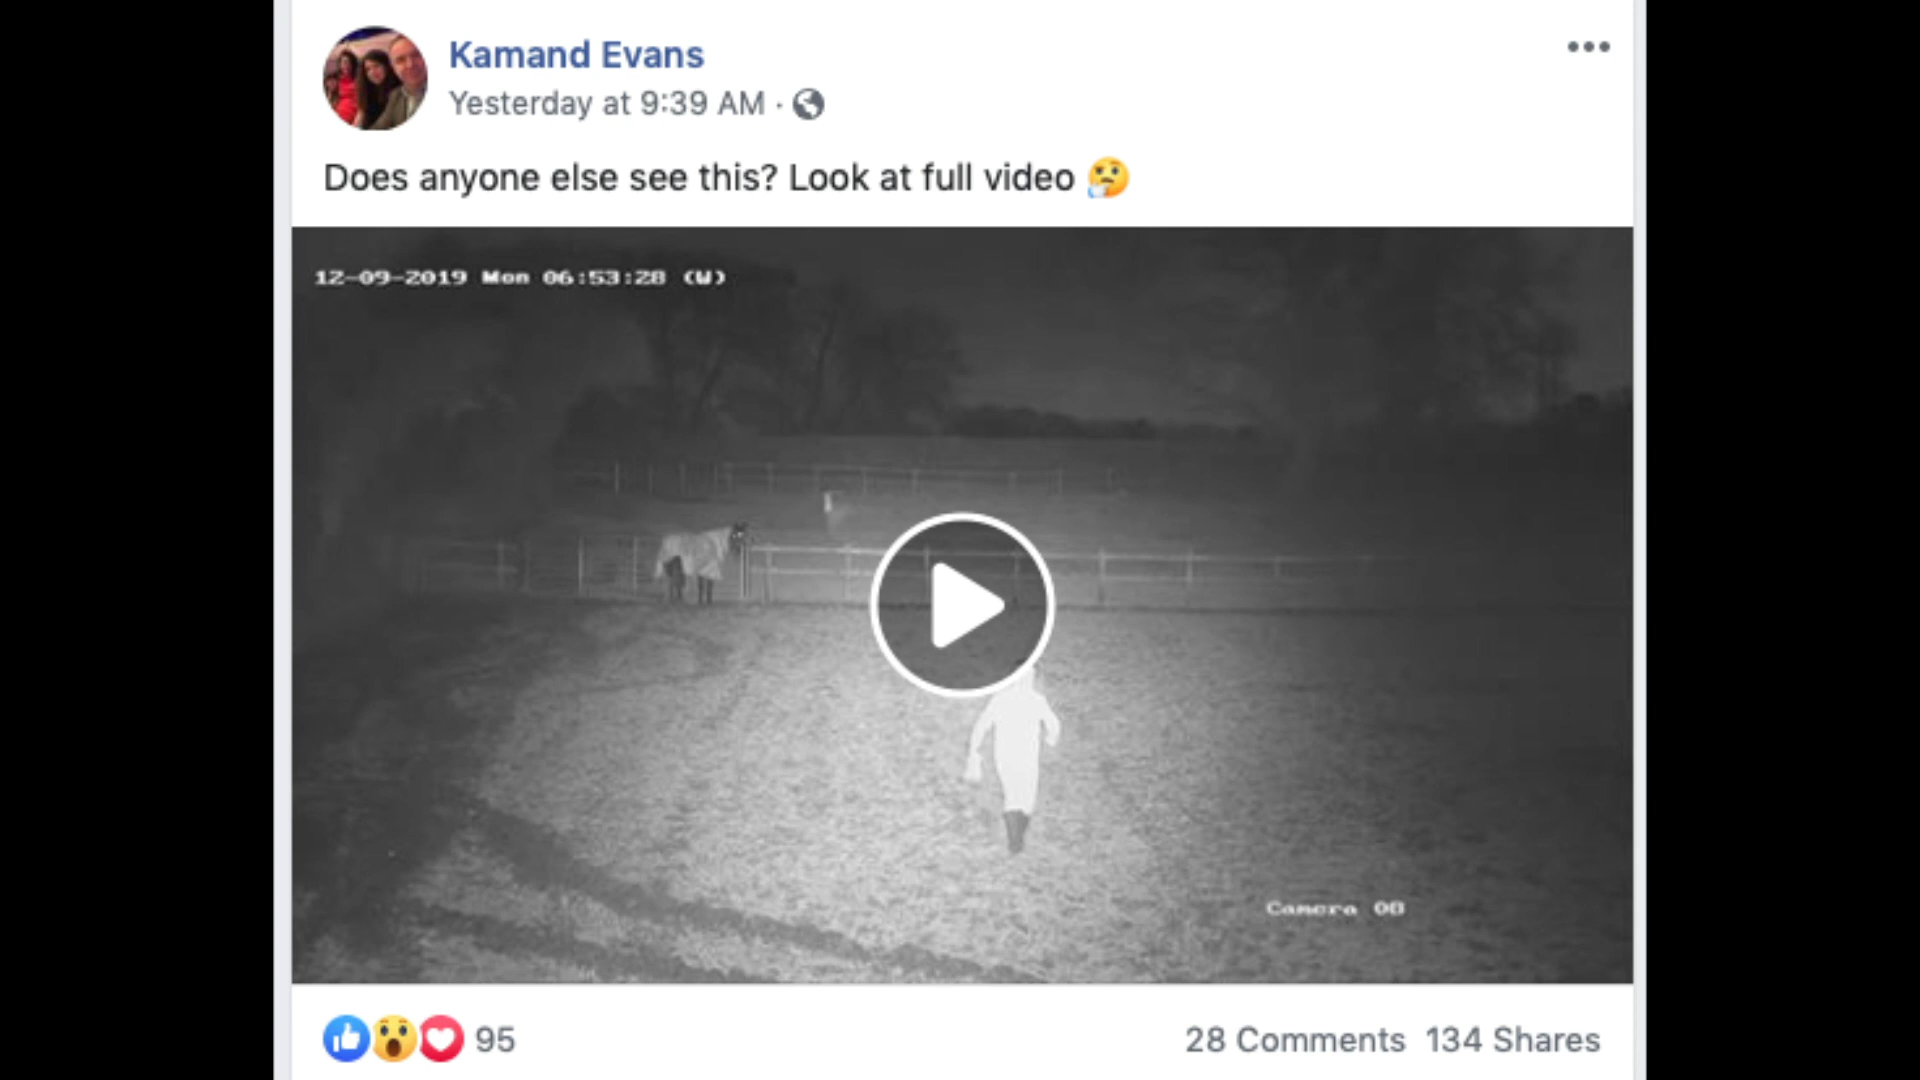 Kamand Evans
Yesterday at 9:39 AM ·
Does anyone else see this? Look at full video 🤔
12-09-2019 Mon 06:53:28 (W)
Camera 08
95
28 Comments 134 Shares